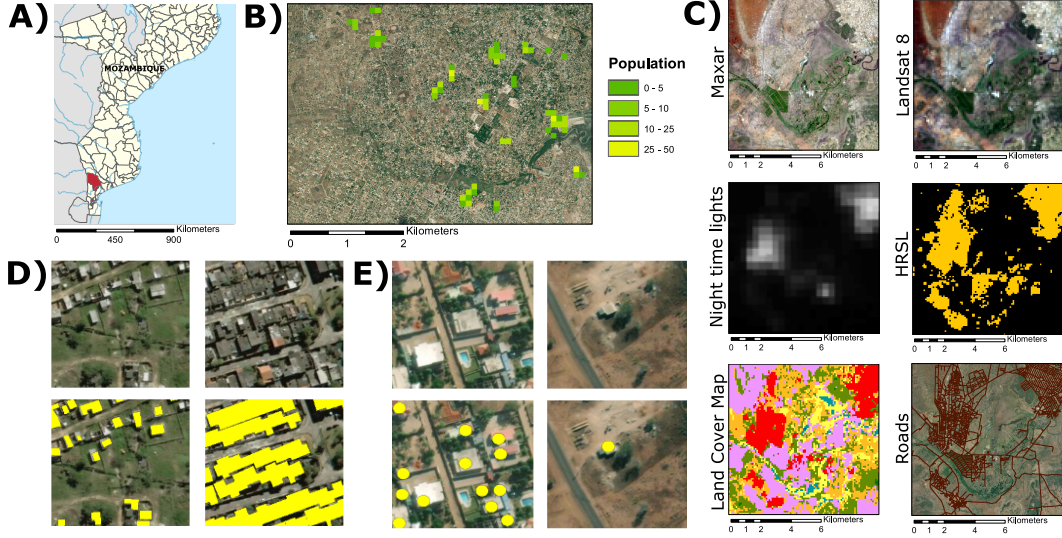 A)
MOZAMBIQUE
Kilometers
0 450 900
B)
Population
0 - 5
5 - 10
10 - 25
25 - 50
Kilometers
0 1 2
C)
Maxar
Kilometers
0 1 2 4 6
Landsat 8
Kilometers
0 1 2 4 6
Night time lights
Kilometers
0 1 2 4 6
HRSL
Kilometers
0 1 2 4 6
Land Cover Map
Kilometers
0 1 2 4 6
Roads
Kilometers
0 1 2 4 6
D)
E)